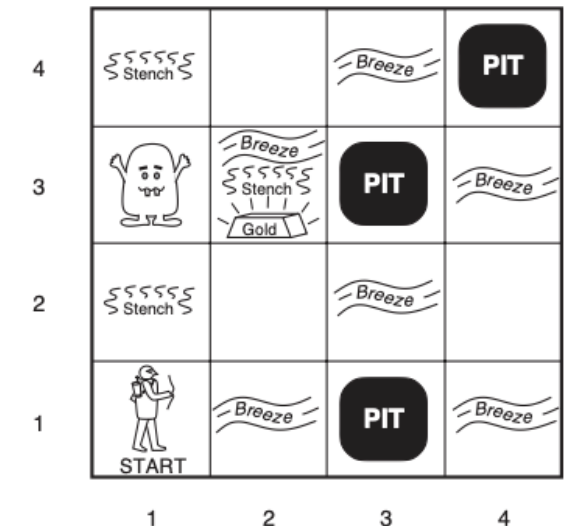 4
Stench
Breeze
PIT
3
Breeze
Stench
Gold
PIT
Breeze
2
Stench
Breeze
1
START
Breeze
PIT
Breeze
1 2 3 4